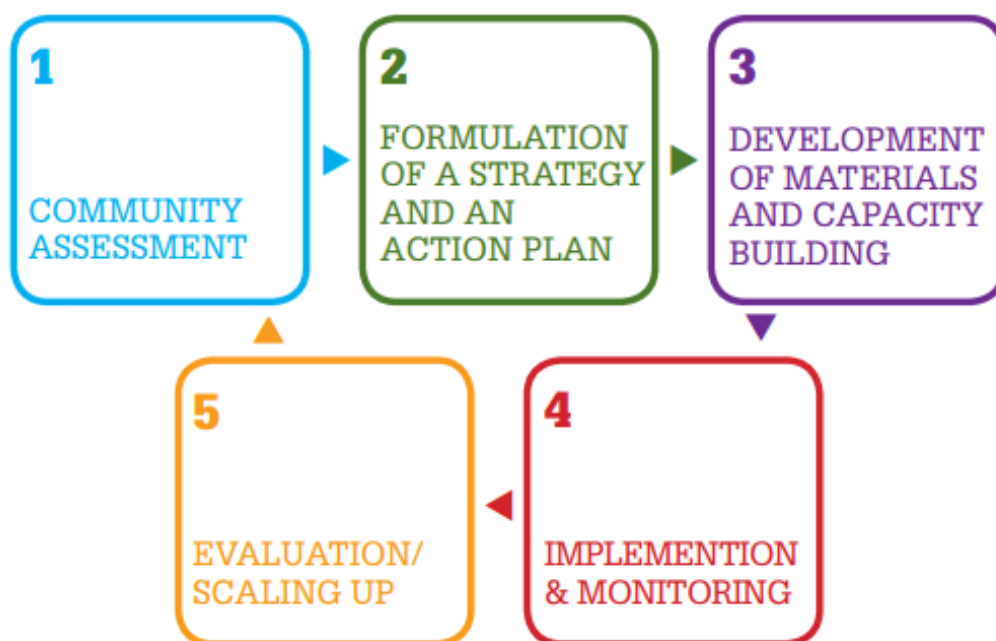 1
COMMUNITY
ASSESSMENT
2
FORMULATION
OF A STRATEGY
AND AN
ACTION PLAN
3
DEVELOPMENT
OF MATERIALS
AND CAPACITY
BUILDING
4
IMPLEMENTION
& MONITORING
5
EVALUATION/
SCALING UP